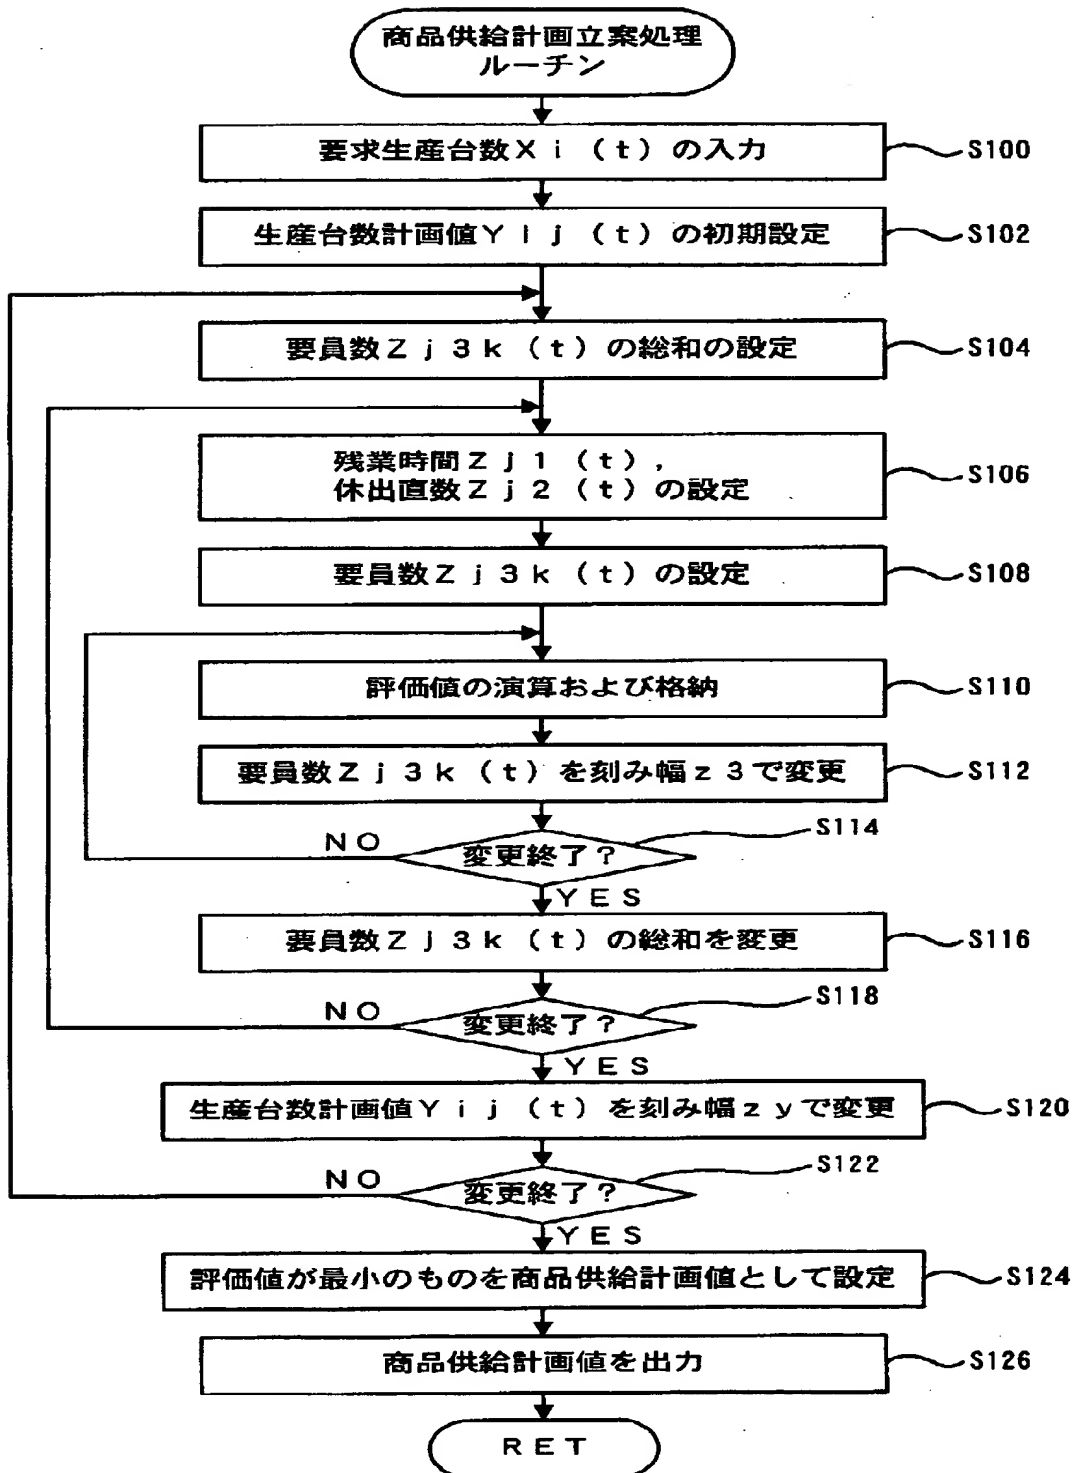 商品供給計画立案処理
ルーチン
要求生産台数Xi(t)の入力
S100
生産台数計画値Yij(t)の初期設定
S102
要員数Zj3k(t)の総和の設定
S104
残業時間Zj1(t),
休出直数Zj2(t)の設定
S106
要員数Zj3k(t)の設定
S108
評価値の演算および格納
S110
要員数Zj3k(t)を刻み幅z3で変更
S112
変更終了?
S114
NO
YES
要員数Zj3k(t)の総和を変更
S116
変更終了?
S118
NO
YES
生産台数計画値Yij(t)を刻み幅zyで変更
S120
変更終了?
S122
NO
YES
評価値が最小のものを商品供給計画値として設定
S124
商品供給計画値を出力
S126
RET